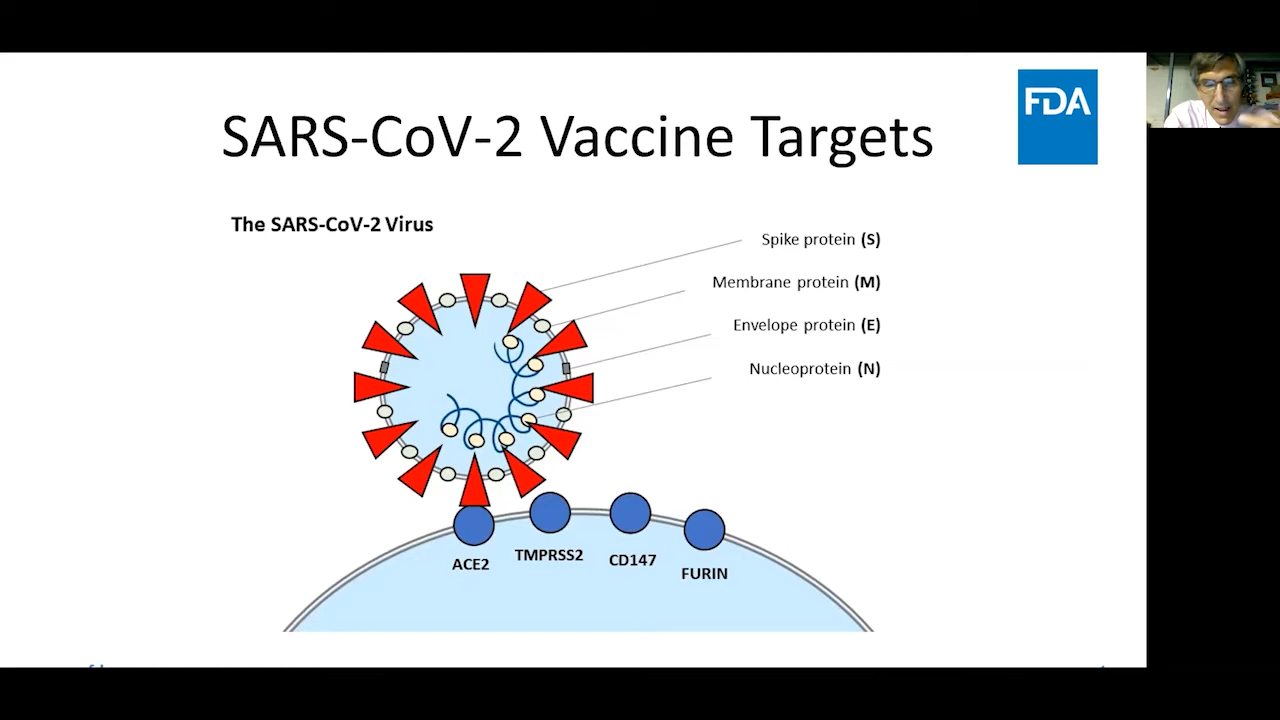 SARS-CoV-2 Vaccine Targets
FDA
The SARS-CoV-2 Virus
Spike protein (S)
Membrane protein (M)
Envelope protein (E)
Nucleoprotein (N)
ACE2
TMPRSS2
CD147
FURIN